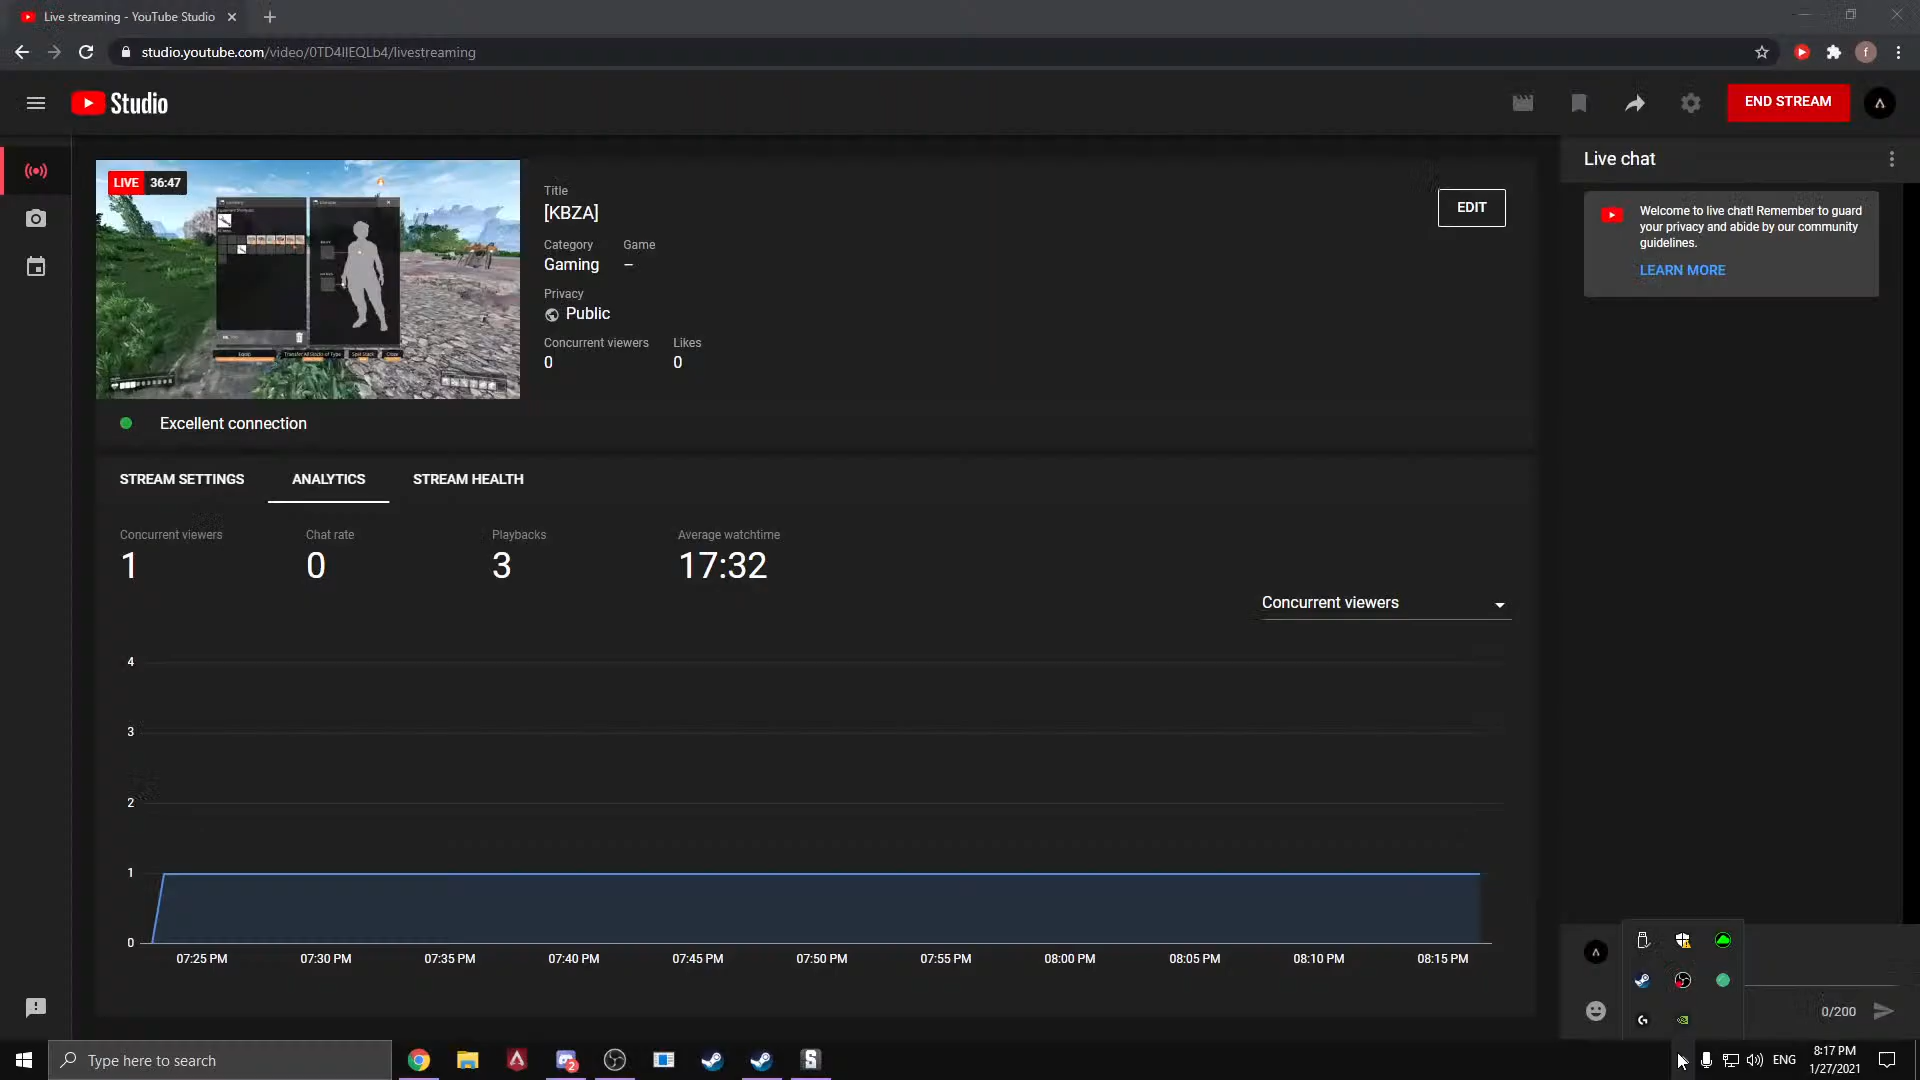 Live streaming - YouTube Studio
studio.youtube.com/video/0TD4IlEQLb4/livestreaming
f
Studio
END STREAM
LIVE 36:47
Title
[KBZA]
EDIT
Category Game
Gaming –
Privacy
Public
Concurrent viewers Likes
0 0
Excellent connection
STREAM SETTINGS ANALYTICS STREAM HEALTH
Concurrent viewers Chat rate Playbacks Average watchtime
1 0 3 17:32
Concurrent viewers
4
3
2
1
0
07:25 PM 07:30 PM 07:35 PM 07:40 PM 07:45 PM 07:50 PM 07:55 PM 08:00 PM 08:05 PM 08:10 PM 08:15 PM
Live chat
Welcome to live chat! Remember to guard
your privacy and abide by our community
guidelines.
LEARN MORE
0/200
Type here to search
2
ENG
8:17 PM
1/27/2021